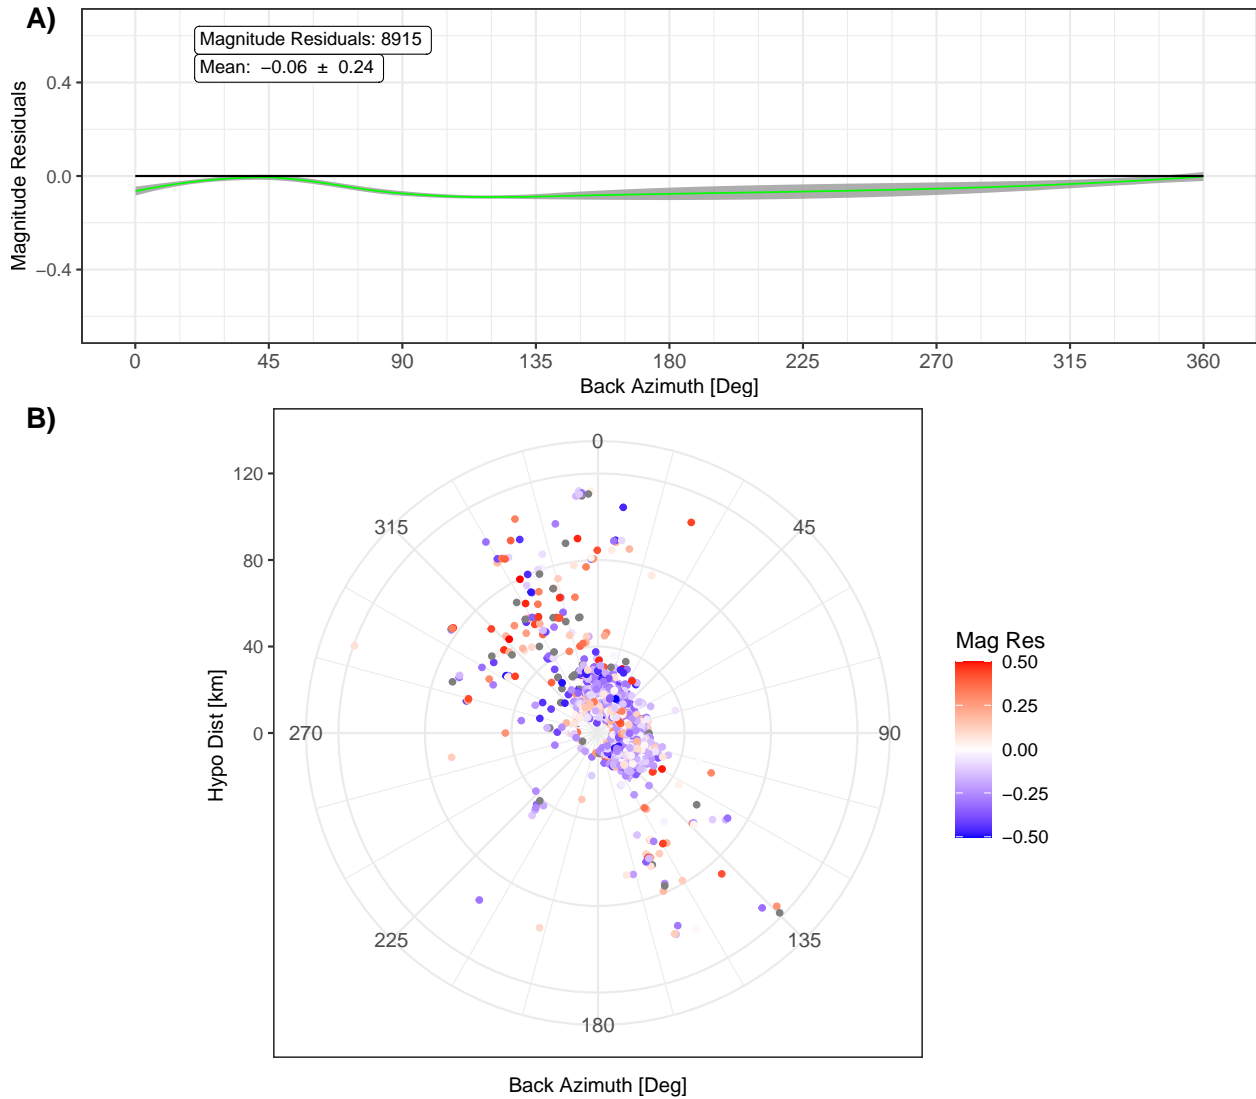 A)
Magnitude Residuals: 8915
Mean:  −0.06  ±  0.24
Magnitude Residuals
0.4
0.0
−0.4
0 45 90 135 180 225 270 315 360
Back Azimuth [Deg]
B)
Hypo Dist [km]
120
80
40
0
0
45
90
135
180
225
270
315
Back Azimuth [Deg]
Mag Res
0.50
0.25
0.00
−0.25
−0.50